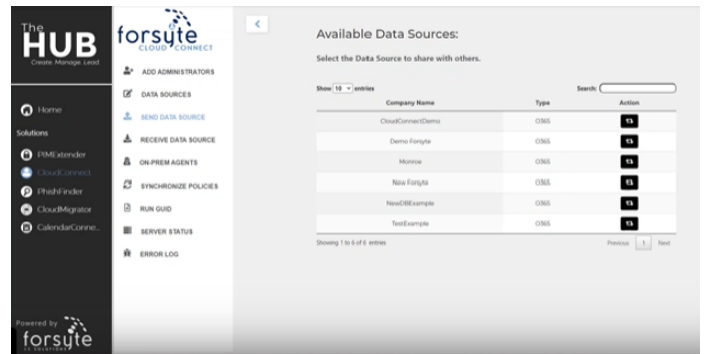 The
HUB
Create Manage Lead
Home
Solutions
PIMExtender
CloudConnect
PhishFinder
CloudMigrator
CalendarConne..
Powered by
forsyte
I.T. SOLUTIONS
forsyte
CLOUD CONNECT
ADD ADMINISTRATORS
DATA SOURCES
SEND DATA SOURCE
RECEIVE DATA SOURCE
ON-PREM AGENTS
SYNCHRONIZE POLICIES
RUN GUID
SERVER STATUS
ERROR LOG
Available Data Sources:
Select the Data Source to share with others.
Show 10 entries Search:
Company Name Type Action
CloudConnectDemo O365
Demo Forsyte O365
Monroe O365
New Forsyte O365
NewDBExample O365
TestExample O365
Showing 1 to 6 of 6 entries Previous 1 Next